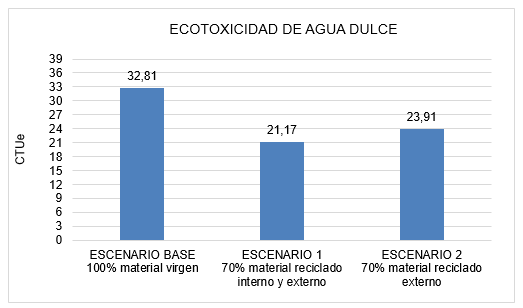 ECOTOXICIDAD DE AGUA DULCE
CTUe
39
36
33
30
27
24
21
18
15
12
9
6
3
0
32,81
21,17
23,91
ESCENARIO BASE
100% material virgen
ESCENARIO 1
70% material reciclado
interno y externo
ESCENARIO 2
70% material reciclado
externo